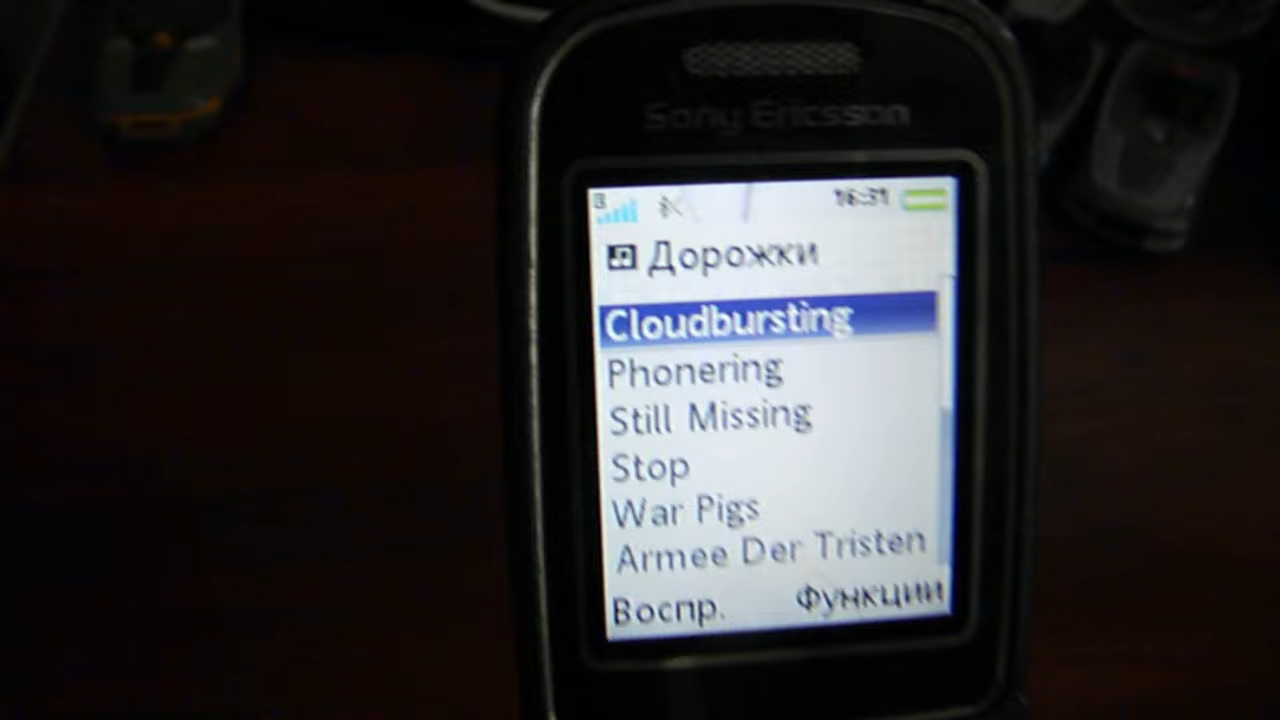 Sony Ericsson
16:31
Дорожки
Cloudbursting
Phonering
Still Missing
Stop
War Pigs
Armee Der Tristen
Воспр. Функции